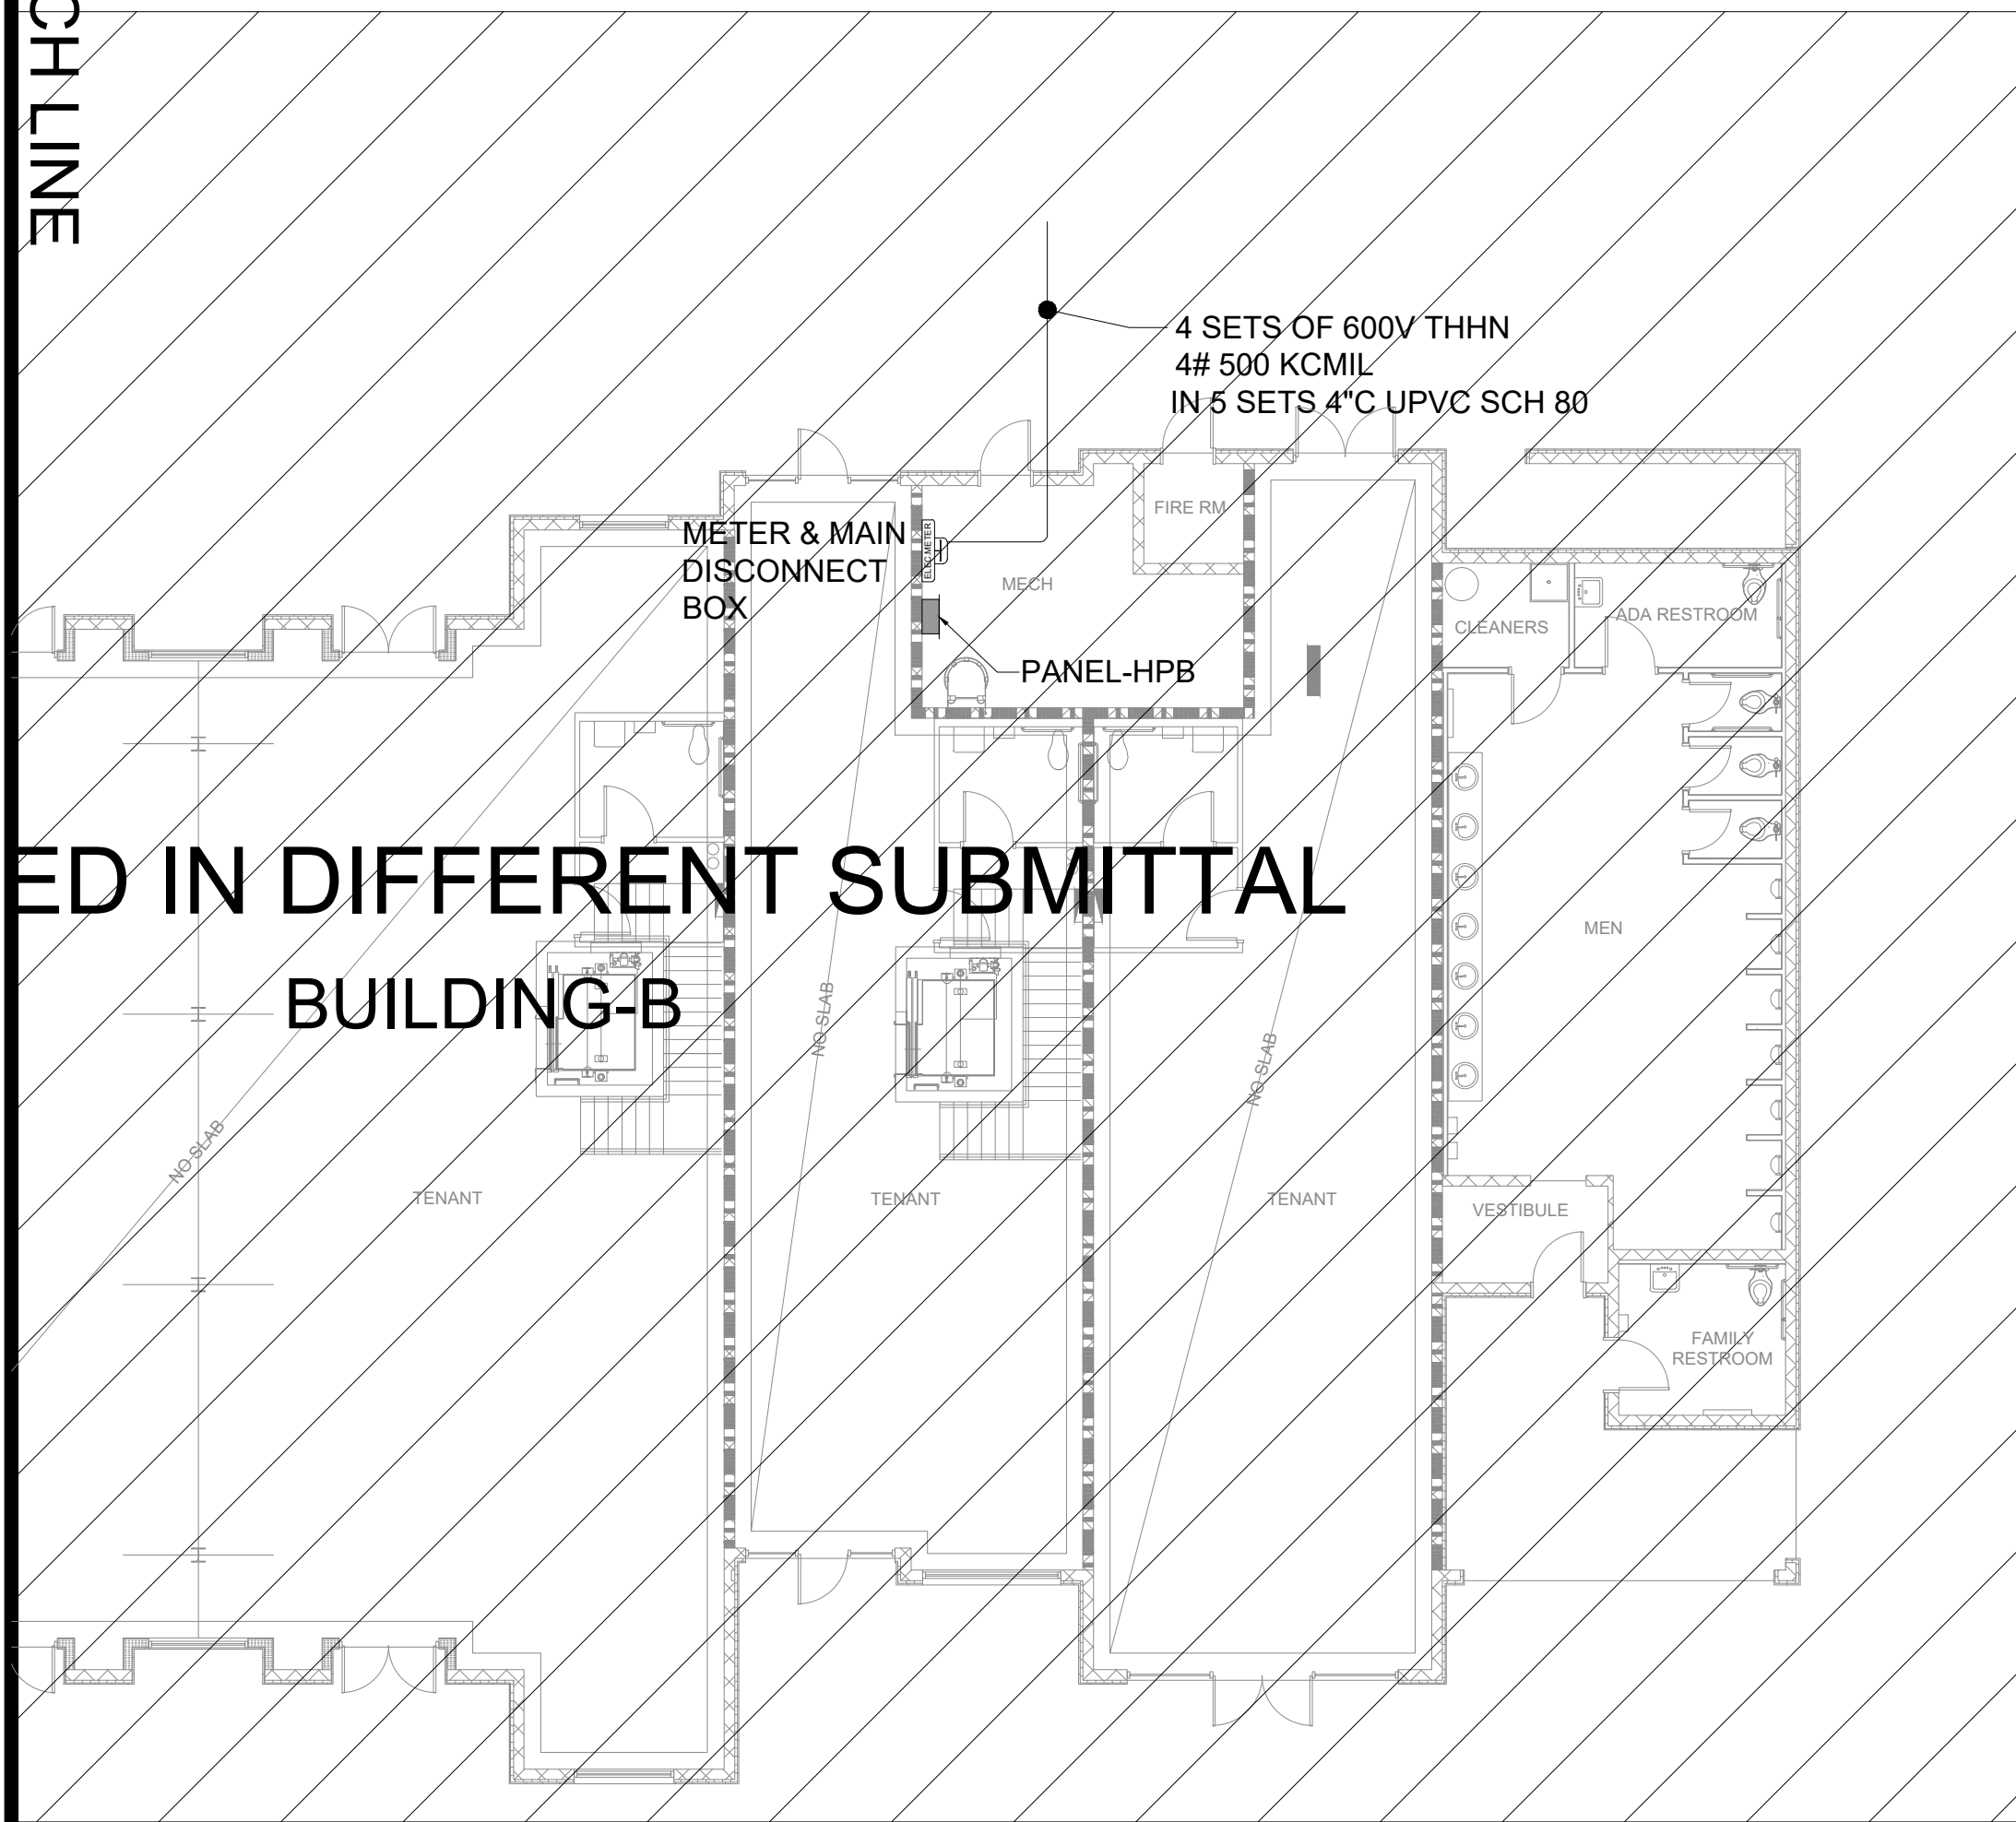 CH LINE
4 SETS OF 600V THHN
4# 500 KCMIL
IN 5 SETS 4"C UPVC SCH 80
FIRE RM
METER & MAIN
DISCONNECT
BOX
ELEC.METER
MECH
CLEANERS
ADA RESTROOM
PANEL-HPB
ED IN DIFFERENT SUBMITTAL
BUILDING-B
MEN
NO SLAB
NO SLAB
NO SLAB
TENANT
TENANT
TENANT
VESTIBULE
FAMILY
RESTROOM